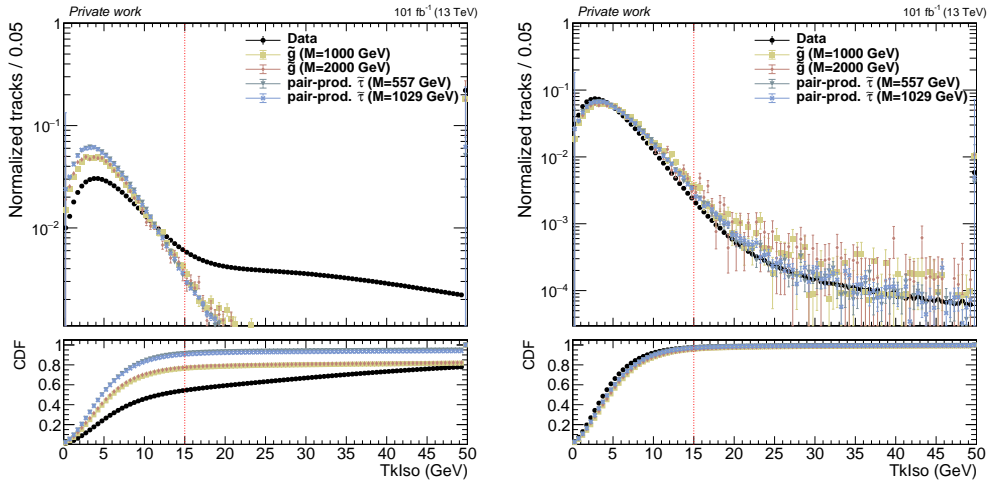 Private work
101 fb⁻¹ (13 TeV)
Normalized tracks / 0.05
1
10⁻¹
10⁻²
Data
g̃ (M=1000 GeV)
g̃ (M=2000 GeV)
pair-prod. τ̃ (M=557 GeV)
pair-prod. τ̃ (M=1029 GeV)
CDF
0.8
0.6
0.4
0.2
0 5 10 15 20 25 30 35 40 45 50
TkIso (GeV)
Private work
101 fb⁻¹ (13 TeV)
Normalized tracks / 0.05
1
10⁻¹
10⁻²
10⁻³
10⁻⁴
Data
g̃ (M=1000 GeV)
g̃ (M=2000 GeV)
pair-prod. τ̃ (M=557 GeV)
pair-prod. τ̃ (M=1029 GeV)
CDF
0.8
0.6
0.4
0.2
0 5 10 15 20 25 30 35 40 45 50
TkIso (GeV)